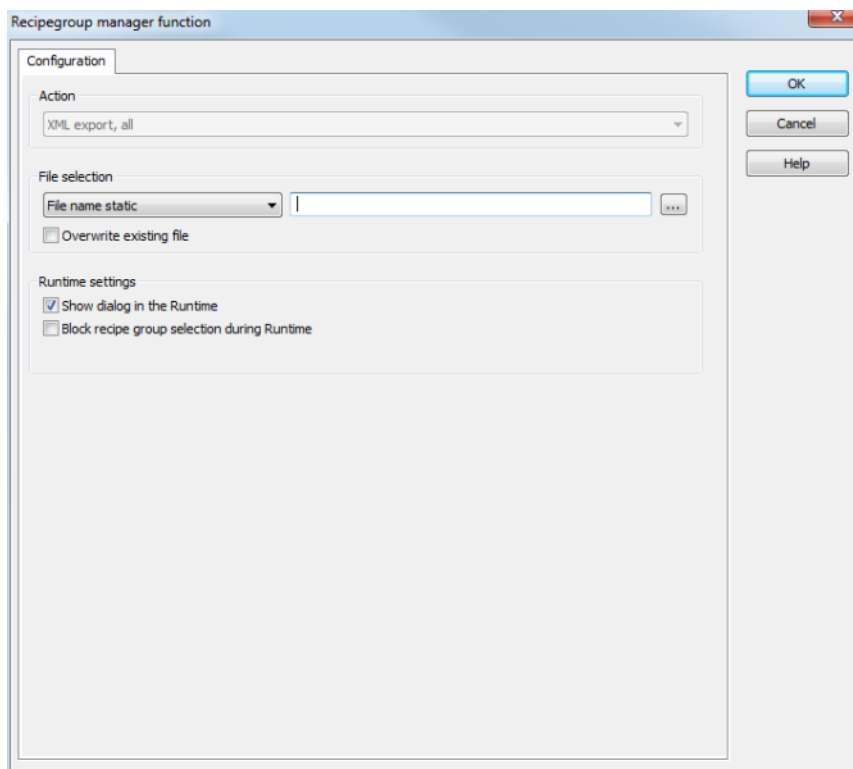 Recipegroup manager function
Configuration
OK
Action
XML export, all
Cancel
Help
File selection
File name static
...
Overwrite existing file
Runtime settings
Show dialog in the Runtime
Block recipe group selection during Runtime